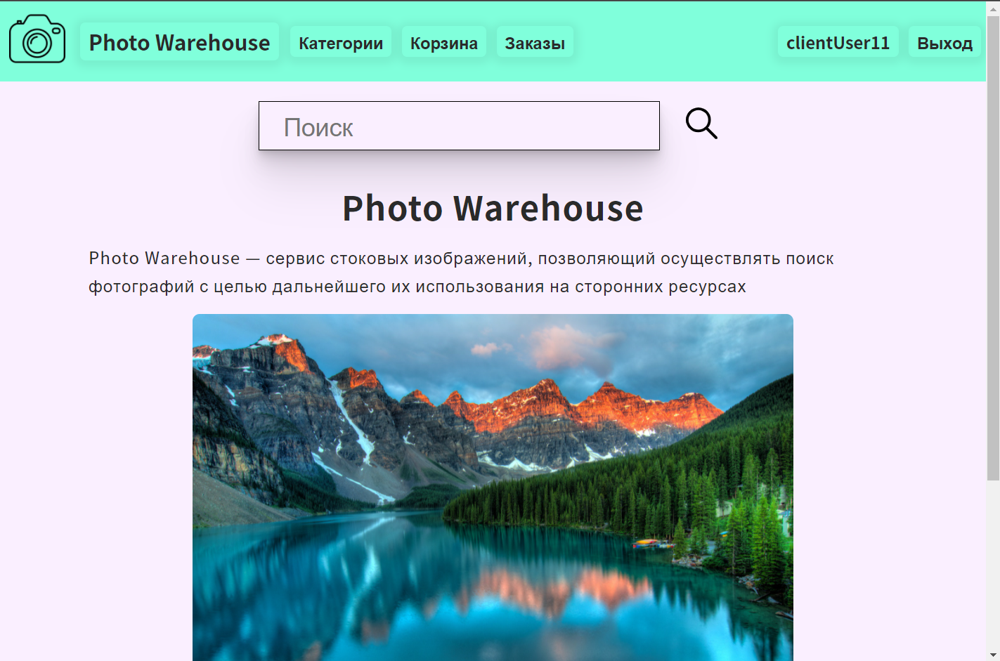 Photo Warehouse Категории Корзина Заказы clientUser11 Выход
Поиск
Photo Warehouse
Photo Warehouse — сервис стоковых изображений, позволяющий осуществлять поиск
фотографий с целью дальнейшего их использования на сторонних ресурсах